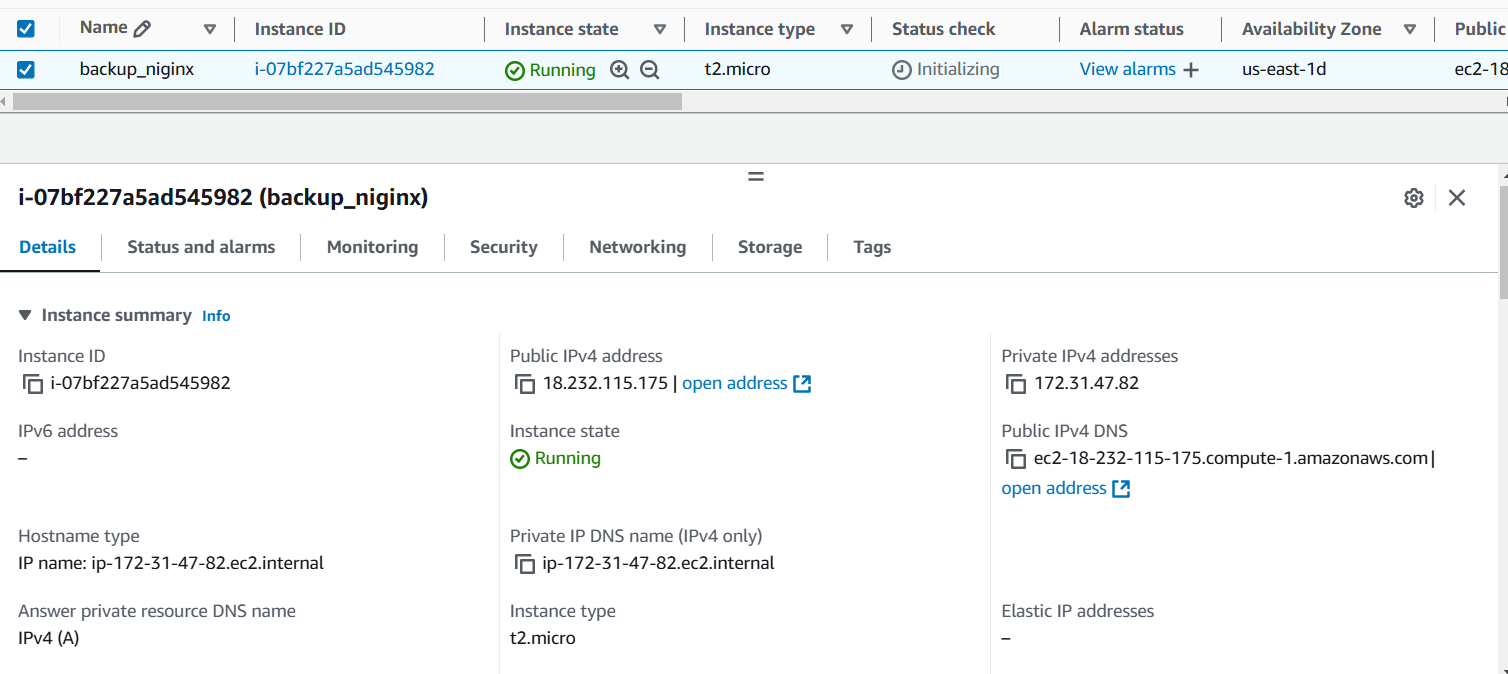 Name Instance ID Instance state Instance type Status check Alarm status Availability Zone Public
backup_niginx i-07bf227a5ad545982 Running t2.micro Initializing View alarms + us-east-1d ec2-18
i-07bf227a5ad545982 (backup_niginx)
Details Status and alarms Monitoring Security Networking Storage Tags
Instance summary Info
Instance ID Public IPv4 address Private IPv4 addresses
i-07bf227a5ad545982 18.232.115.175 | open address 172.31.47.82
IPv6 address Instance state Public IPv4 DNS
– Running ec2-18-232-115-175.compute-1.amazonaws.com |
open address
Hostname type Private IP DNS name (IPv4 only)
IP name: ip-172-31-47-82.ec2.internal ip-172-31-47-82.ec2.internal
Answer private resource DNS name Instance type Elastic IP addresses
IPv4 (A) t2.micro –